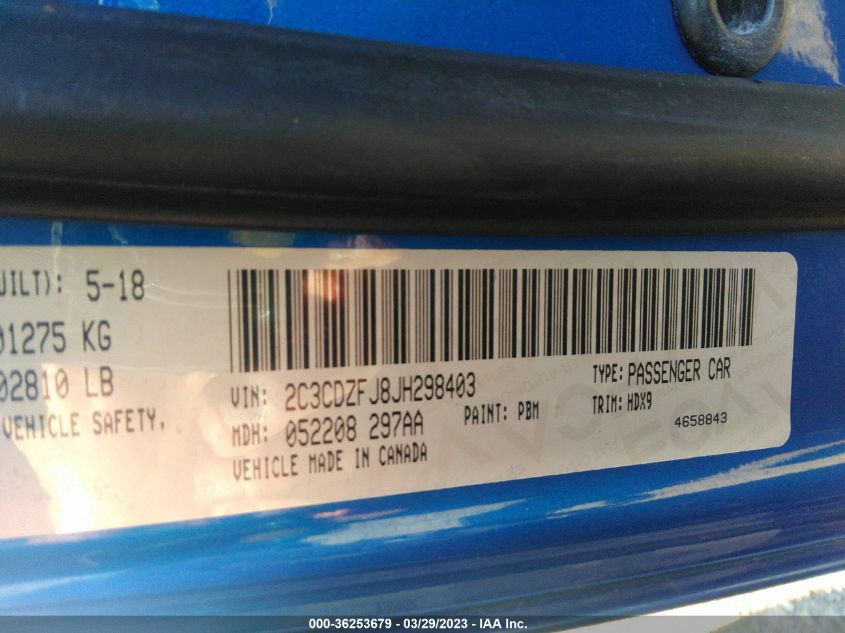 UILT): 5-18
01275 KG
02810 LB
VEHICLE SAFETY,
VIN: 2C3CDZFJ8JH298403
TYPE: PASSENGER CAR
MDH: 052208 297AA
PAINT: PBM
TRIM: HDX9
4658843
VEHICLE MADE IN CANADA
000-36253679 - 03/29/2023 - IAA Inc.